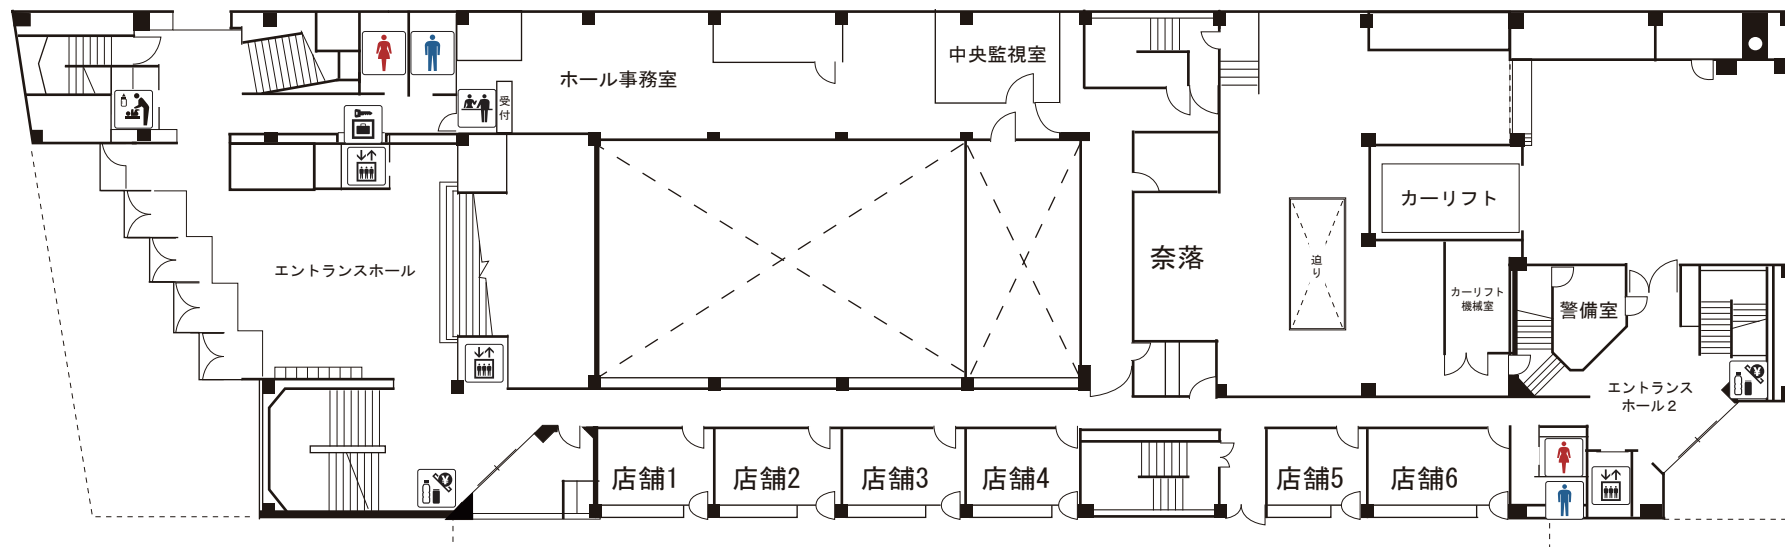 中央監視室
ホール事務室
受付
カーリフト
奈落
迫り
エントランスホール
カーリフト
機械室
警備室
エントランス
ホール2
¥
¥
店舗1
店舗2
店舗3
店舗4
店舗5
店舗6